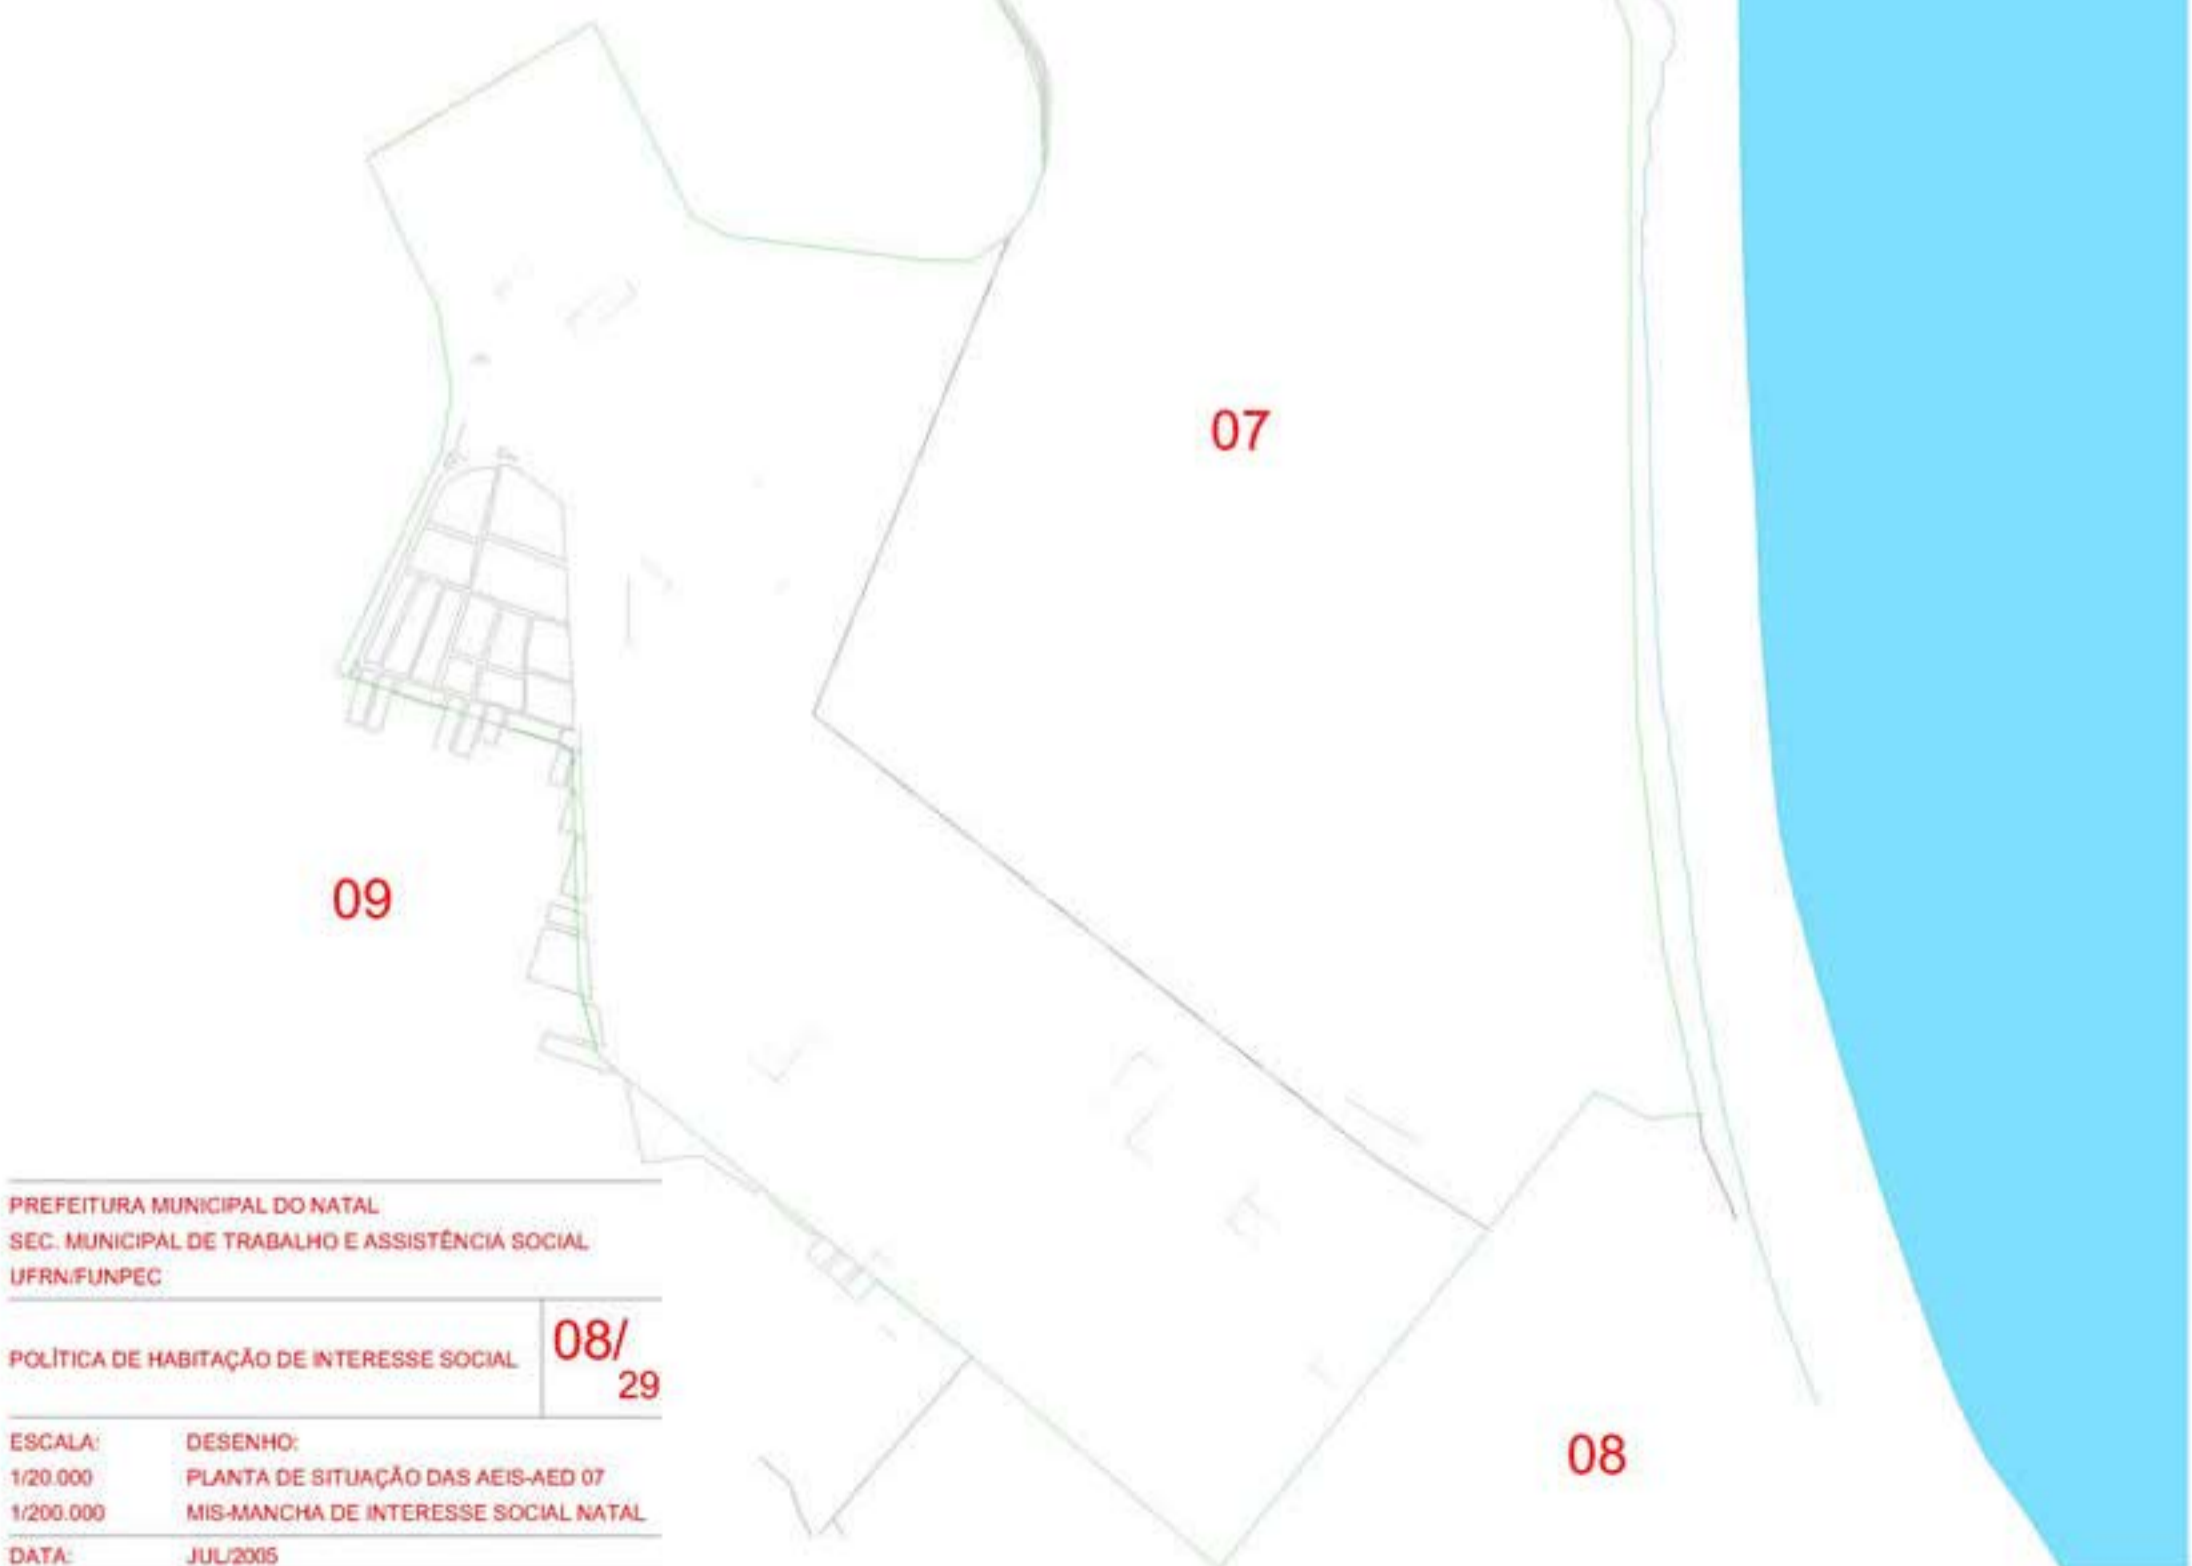 07
09
08
PREFEITURA MUNICIPAL DO NATAL
SEC. MUNICIPAL DE TRABALHO E ASSISTÊNCIA SOCIAL
UFRN/FUNPEC
POLÍTICA DE HABITAÇÃO DE INTERESSE SOCIAL
08/
29
ESCALA: DESENHO:
1/20.000 PLANTA DE SITUAÇÃO DAS AEIS-AED 07
1/200.000 MIS-MANCHA DE INTERESSE SOCIAL NATAL
DATA: JUL/2005